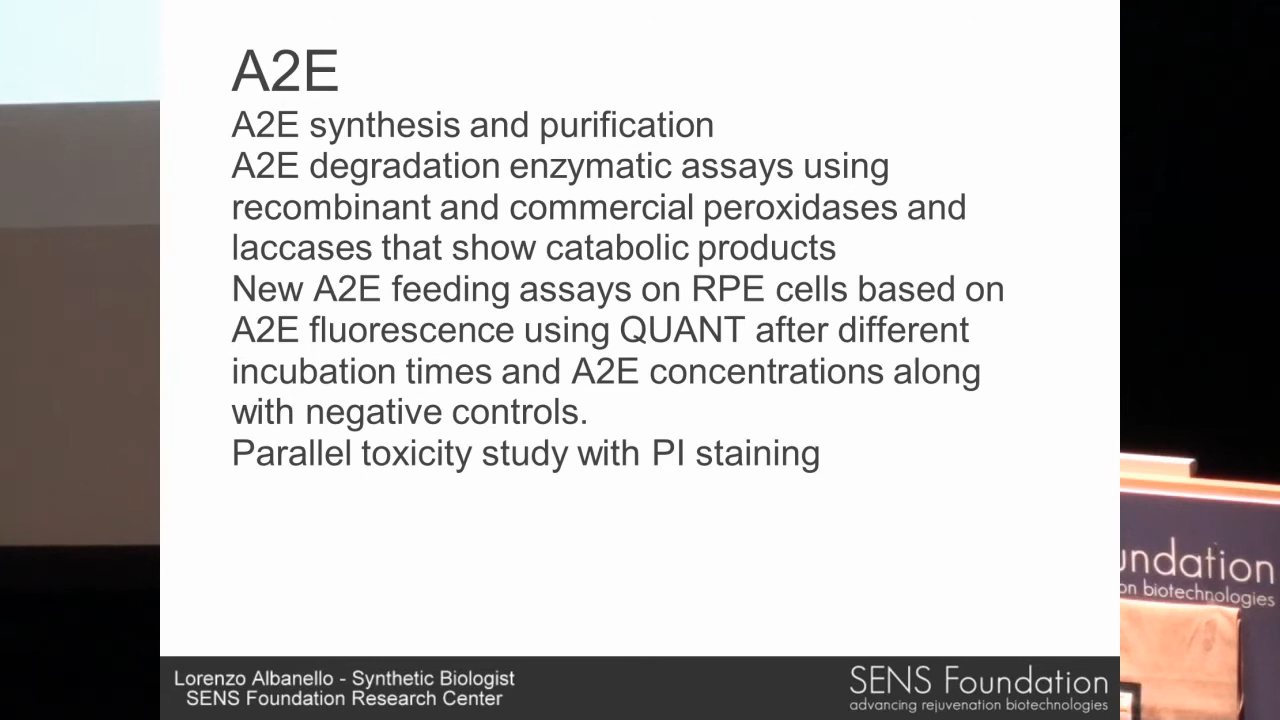 A2E
A2E synthesis and purification
A2E degradation enzymatic assays using
recombinant and commercial peroxidases and
laccases that show catabolic products
New A2E feeding assays on RPE cells based on
A2E fluorescence using QUANT after different
incubation times and A2E concentrations along
with negative controls.
Parallel toxicity study with PI staining
undation
on biotechnologies
Lorenzo Albanello - Synthetic Biologist
SENS Foundation Research Center
SENS Foundation
advancing rejuvenation biotechnologies